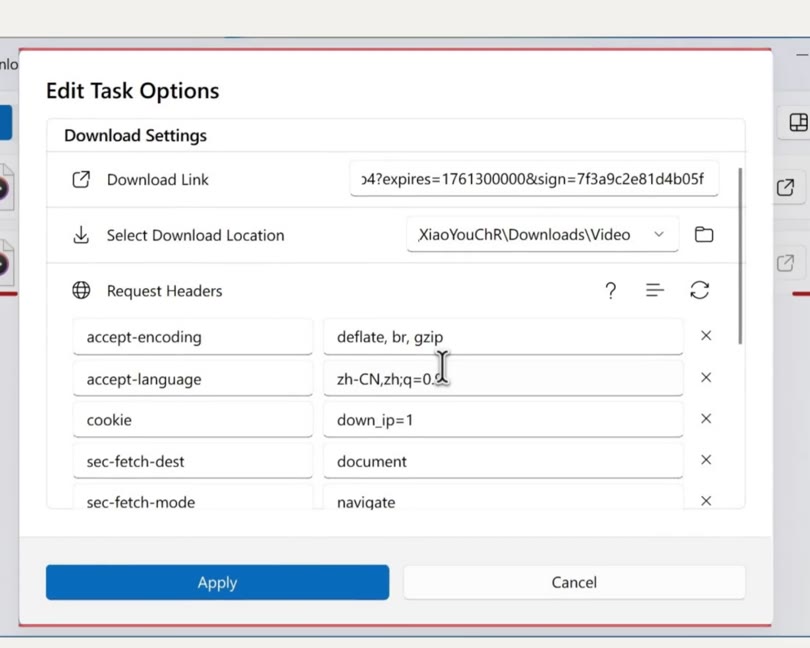 Edit Task Options
Download Settings
Download Link
ɔ4?expires=1761300000&sign=7f3a9c2e81d4b05f
Select Download Location
XiaoYouChR\Downloads\Video
Request Headers
?
accept-encoding
deflate, br, gzip
accept-language
zh-CN,zh;q=0.
cookie
down_ip=1
sec-fetch-dest
document
sec-fetch-mode
navigate
Apply
Cancel